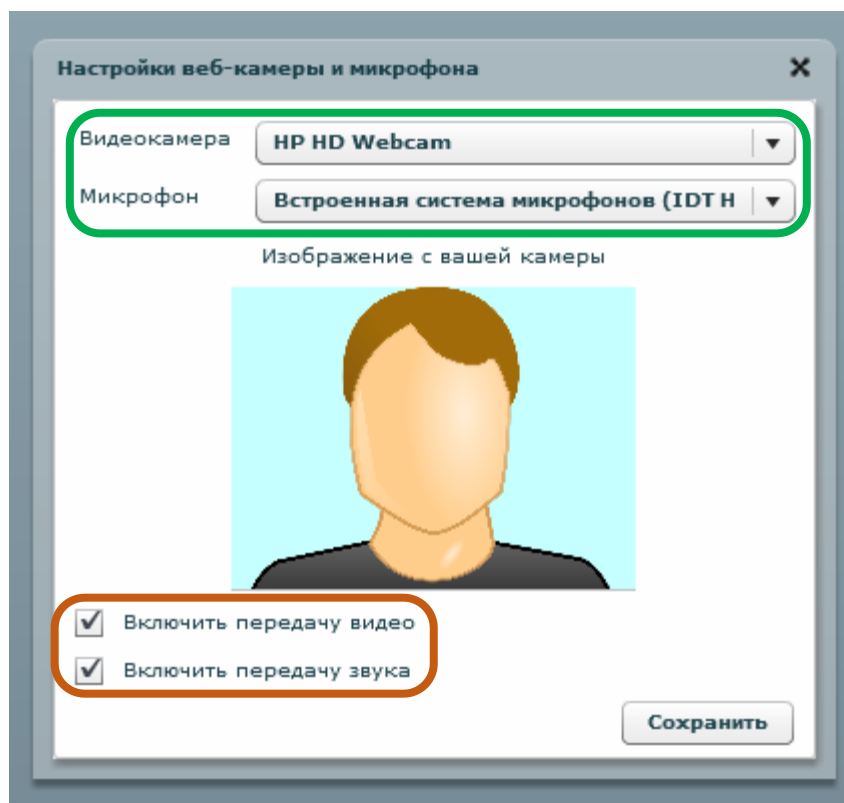 Настройки веб-камеры и микрофона
Видеокамера HP HD Webcam
Микрофон Встроенная система микрофонов (IDT H
Изображение с вашей камеры
Включить передачу видео
Включить передачу звука
Сохранить